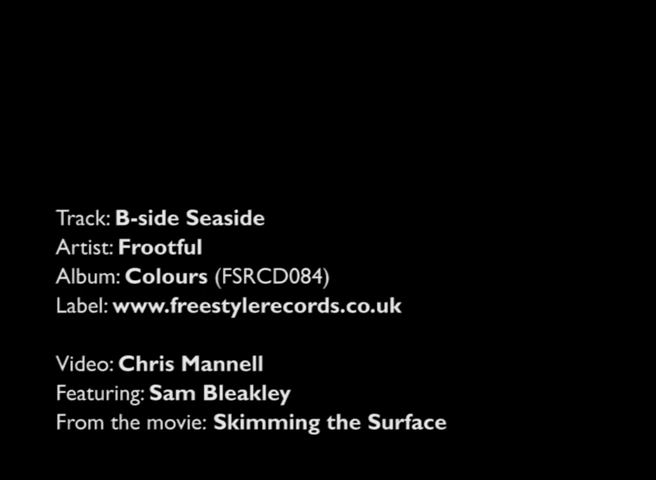 Track: B-side Seaside
Artist: Frootful
Album: Colours (FSRCD084)
Label: www.freestylerecords.co.uk
Video: Chris Mannell
Featuring: Sam Bleakley
From the movie: Skimming the Surface